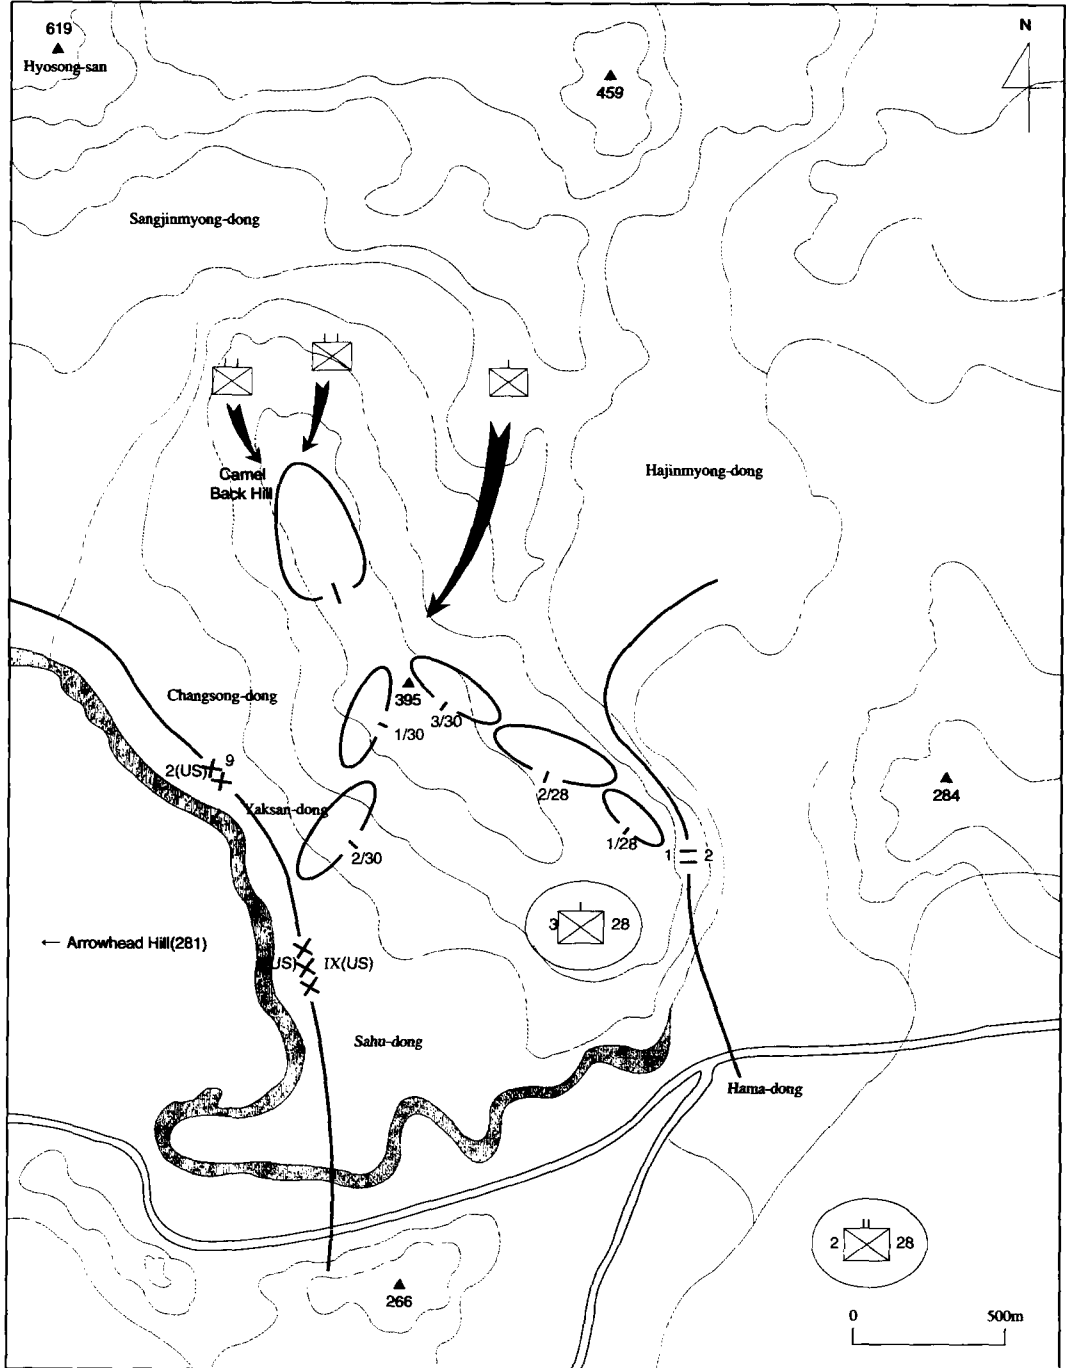 619
Hyosong-san
459
N
Sangjinmyong-dong
Camel
Back Hill
Hajinmyong-dong
Changsong-dong
395
1/30
3/30
2(US)
9
Yaksan-dong
2/28
284
2/30
1/28
1
2
3
28
← Arrowhead Hill(281)
US)
IX(US)
Sahu-dong
Hama-dong
2
28
266
0
500m